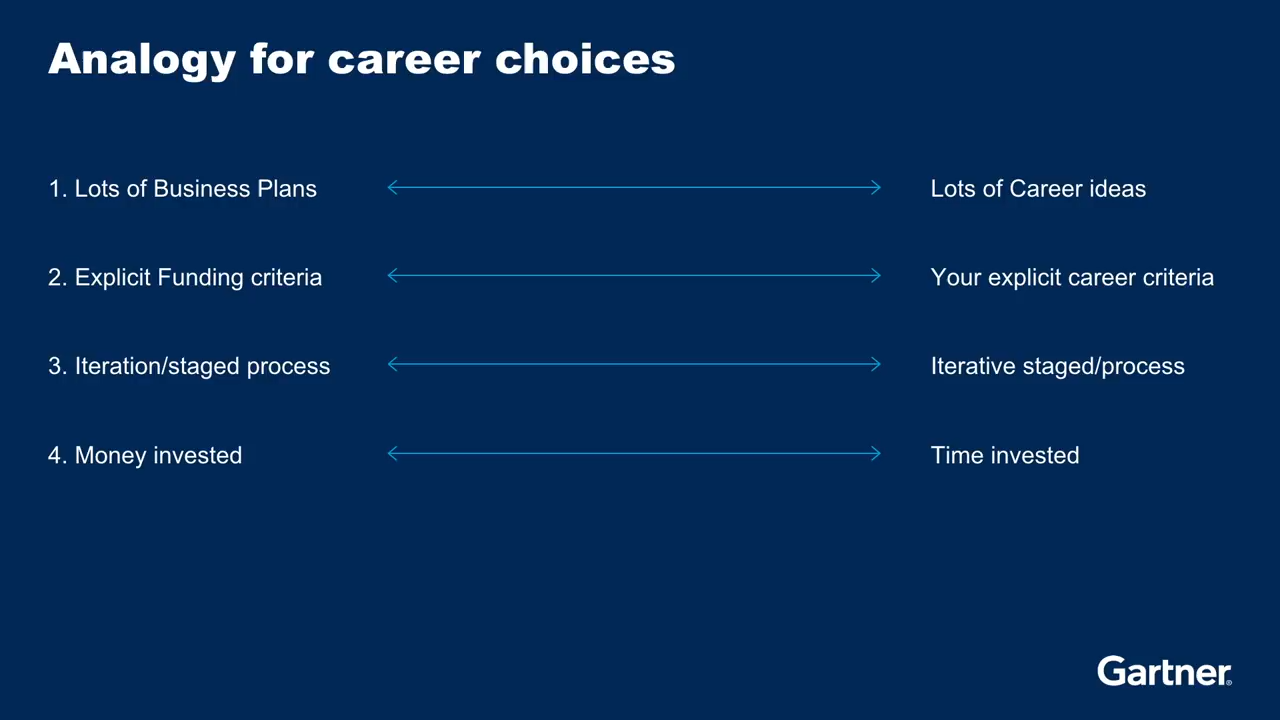 Analogy for career choices
1. Lots of Business Plans
Lots of Career ideas
2. Explicit Funding criteria
Your explicit career criteria
3. Iteration/staged process
Iterative staged/process
4. Money invested
Time invested
Gartner®